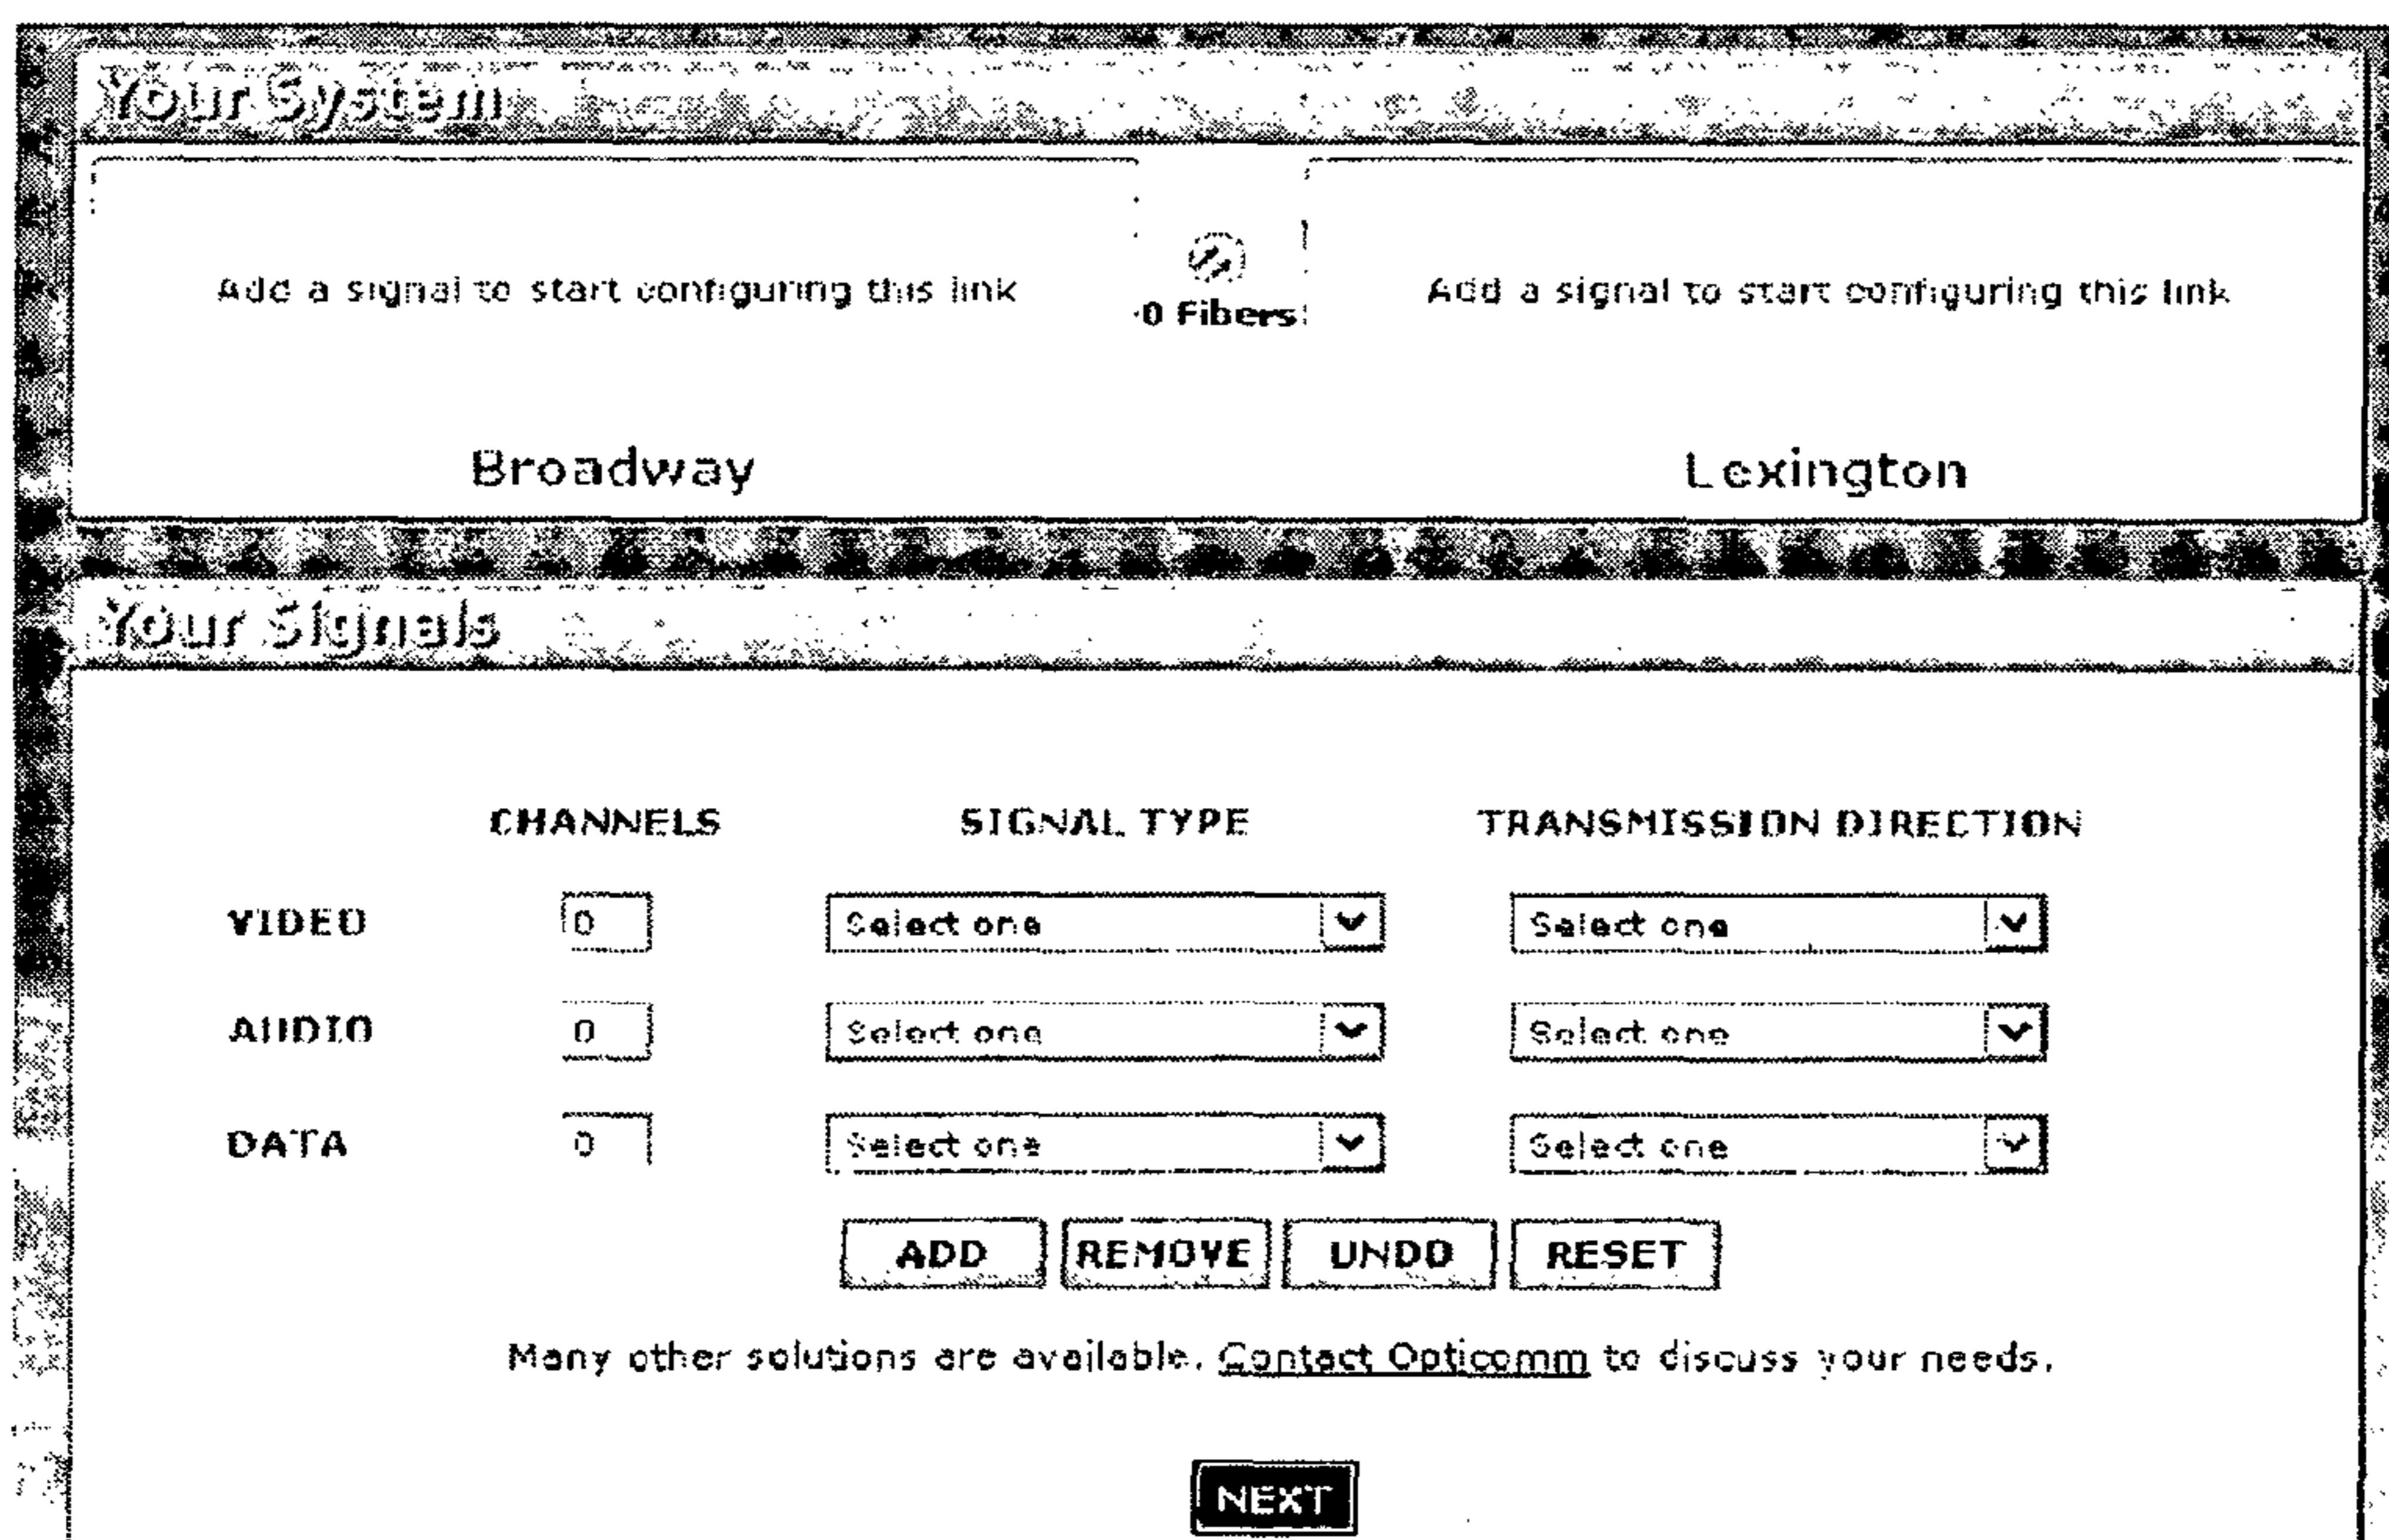 Your System
Add a signal to start configuring this link
0 Fibers
Add a signal to start configuring this link
Broadway
Lexington
Your Signals
CHANNELS SIGNAL TYPE TRANSMISSION DIRECTION
VIDEO 0 Select one Select one
AUDIO 0 Select one Select one
DATA 0 Select one Select one
ADD REMOVE UNDO RESET
Many other solutions are available. Contact Opticomm to discuss your needs.
NEXT